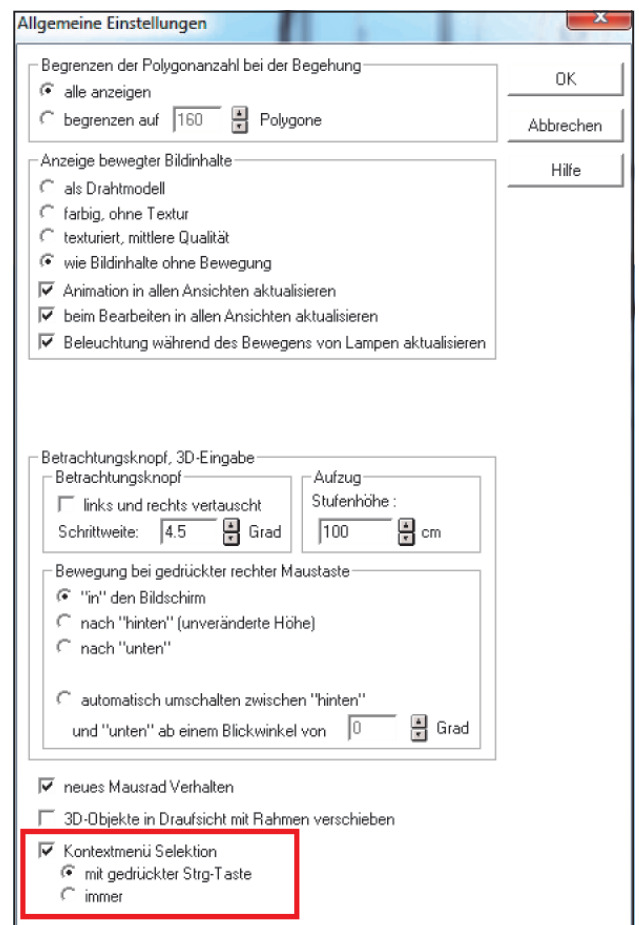 Allgemeine Einstellungen
Begrenzen der Polygonanzahl bei der Begehung
alle anzeigen
begrenzen auf 160 Polygone
OK
Abbrechen
Hilfe
Anzeige bewegter Bildinhalte
als Drahtmodell
farbig, ohne Textur
texturiert, mittlere Qualität
wie Bildinhalte ohne Bewegung
Animation in allen Ansichten aktualisieren
beim Bearbeiten in allen Ansichten aktualisieren
Beleuchtung während des Bewegens von Lampen aktualisieren
Betrachtungsknopf, 3D-Eingabe
Betrachtungsknopf
links und rechts vertauscht
Schrittweite: 4.5 Grad
Aufzug
Stufenhöhe :
100 cm
Bewegung bei gedrückter rechter Maustaste
"in" den Bildschirm
nach "hinten" (unveränderte Höhe)
nach "unten"
automatisch umschalten zwischen "hinten"
und "unten" ab einem Blickwinkel von 0 Grad
neues Mausrad Verhalten
3D-Objekte in Draufsicht mit Rahmen verschieben
Kontextmenü Selektion
mit gedrückter Strg-Taste
immer